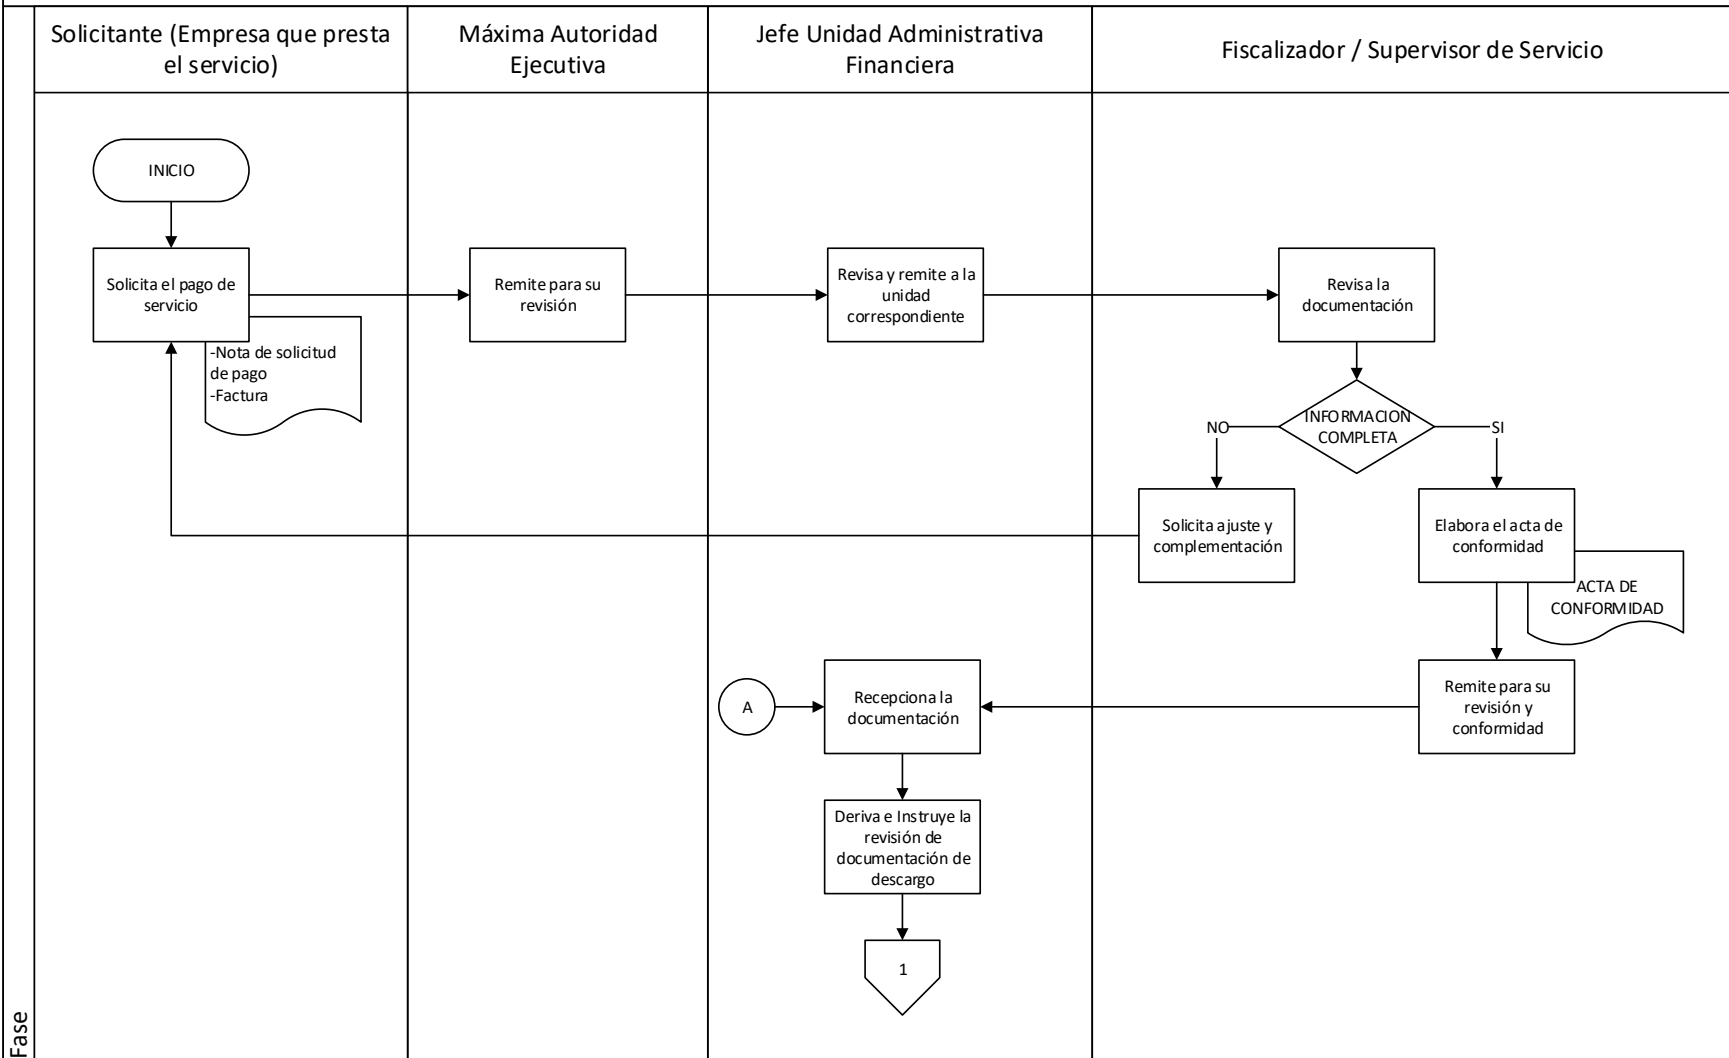 Solicitante (Empresa que presta
el servicio)
Máxima Autoridad
Ejecutiva
Jefe Unidad Administrativa
Financiera
Fiscalizador / Supervisor de Servicio
INICIO
Solicita el pago de
servicio
-Nota de solicitud
de pago
-Factura
Remite para su
revisión
Revisa y remite a la
unidad
correspondiente
Revisa la
documentación
INFORMACION
COMPLETA
NO
SI
Solicita ajuste y
complementación
Elabora el acta de
conformidad
ACTA DE
CONFORMIDAD
Remite para su
revisión y
conformidad
A
Recepciona la
documentación
Deriva e Instruye la
revisión de
documentación de
descargo
1
Fase